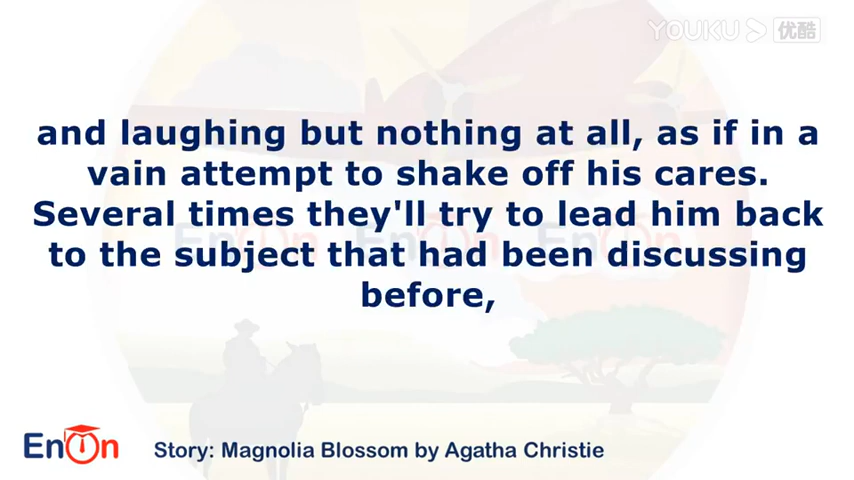 YOUKU 优酷
and laughing but nothing at all, as if in a
vain attempt to shake off his cares.
Several times they'll try to lead him back
to the subject that had been discussing
before,
EnOn
Story: Magnolia Blossom by Agatha Christie